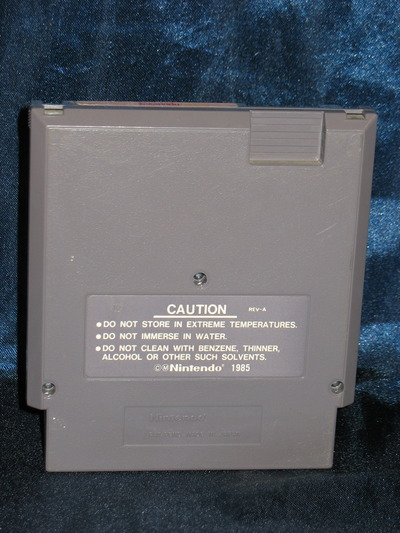 CAUTION REV-A
• DO NOT STORE IN EXTREME TEMPERATURES.
• DO NOT IMMERSE IN WATER.
• DO NOT CLEAN WITH BENZENE, THINNER,
ALCOHOL OR OTHER SUCH SOLVENTS.
©ⓂNintendo 1985
Nintendo